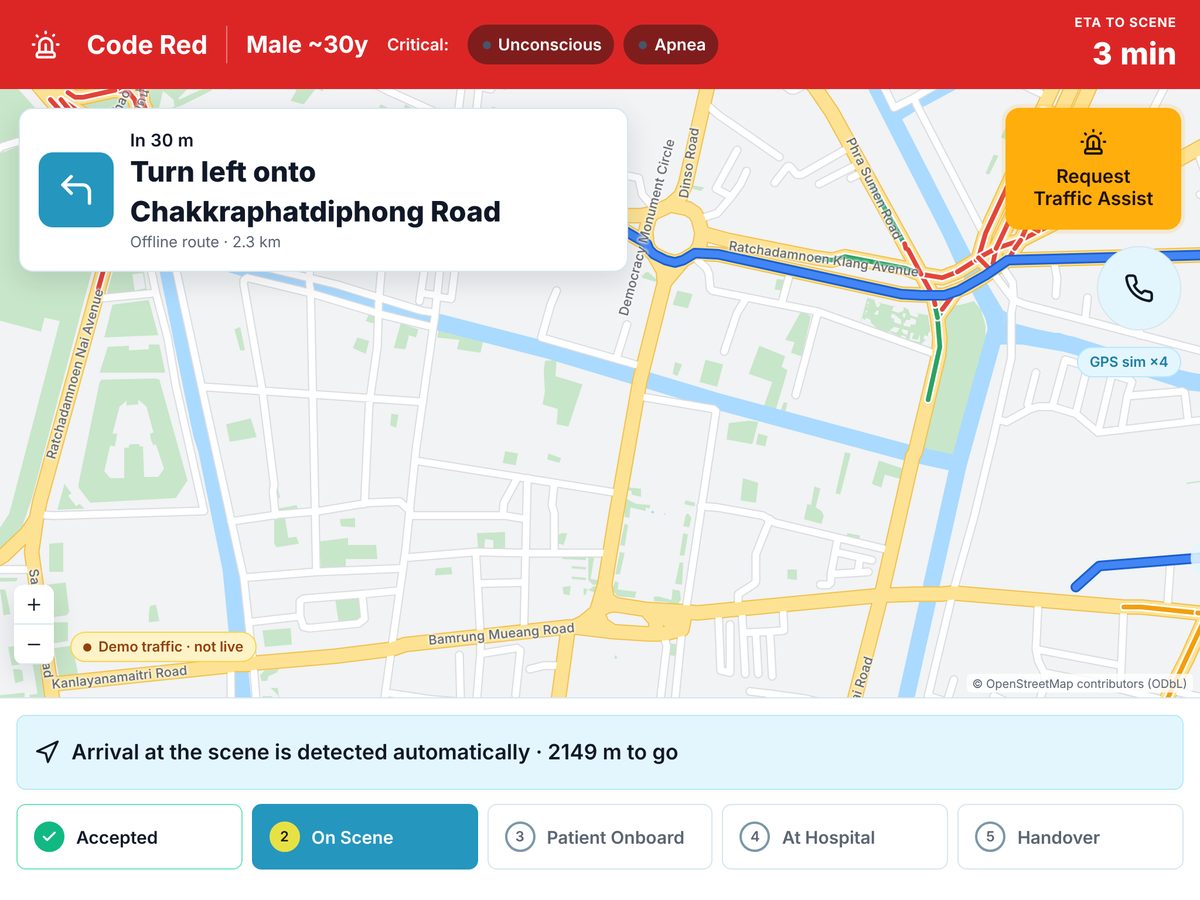 Code Red
Male ~30y
Critical:
Unconscious
Apnea
ETA TO SCENE
3 min
In 30 m
Turn left onto
Chakkraphatdiphong Road
Offline route · 2.3 km
Request
Traffic Assist
GPS sim ×4
Democracy Monument Circle
Dinso Road
Phra Sumen Road
Ratchadamnoen Klang Avenue
Ratchadamnoen Nai Avenue
Bamrung Mueang Road
Kanlayanamaitri Road
Sa
ad
ai Road
+
−
Demo traffic · not live
© OpenStreetMap contributors (ODbL)
Arrival at the scene is detected automatically · 2149 m to go
Accepted
2 On Scene
3 Patient Onboard
4 At Hospital
5 Handover